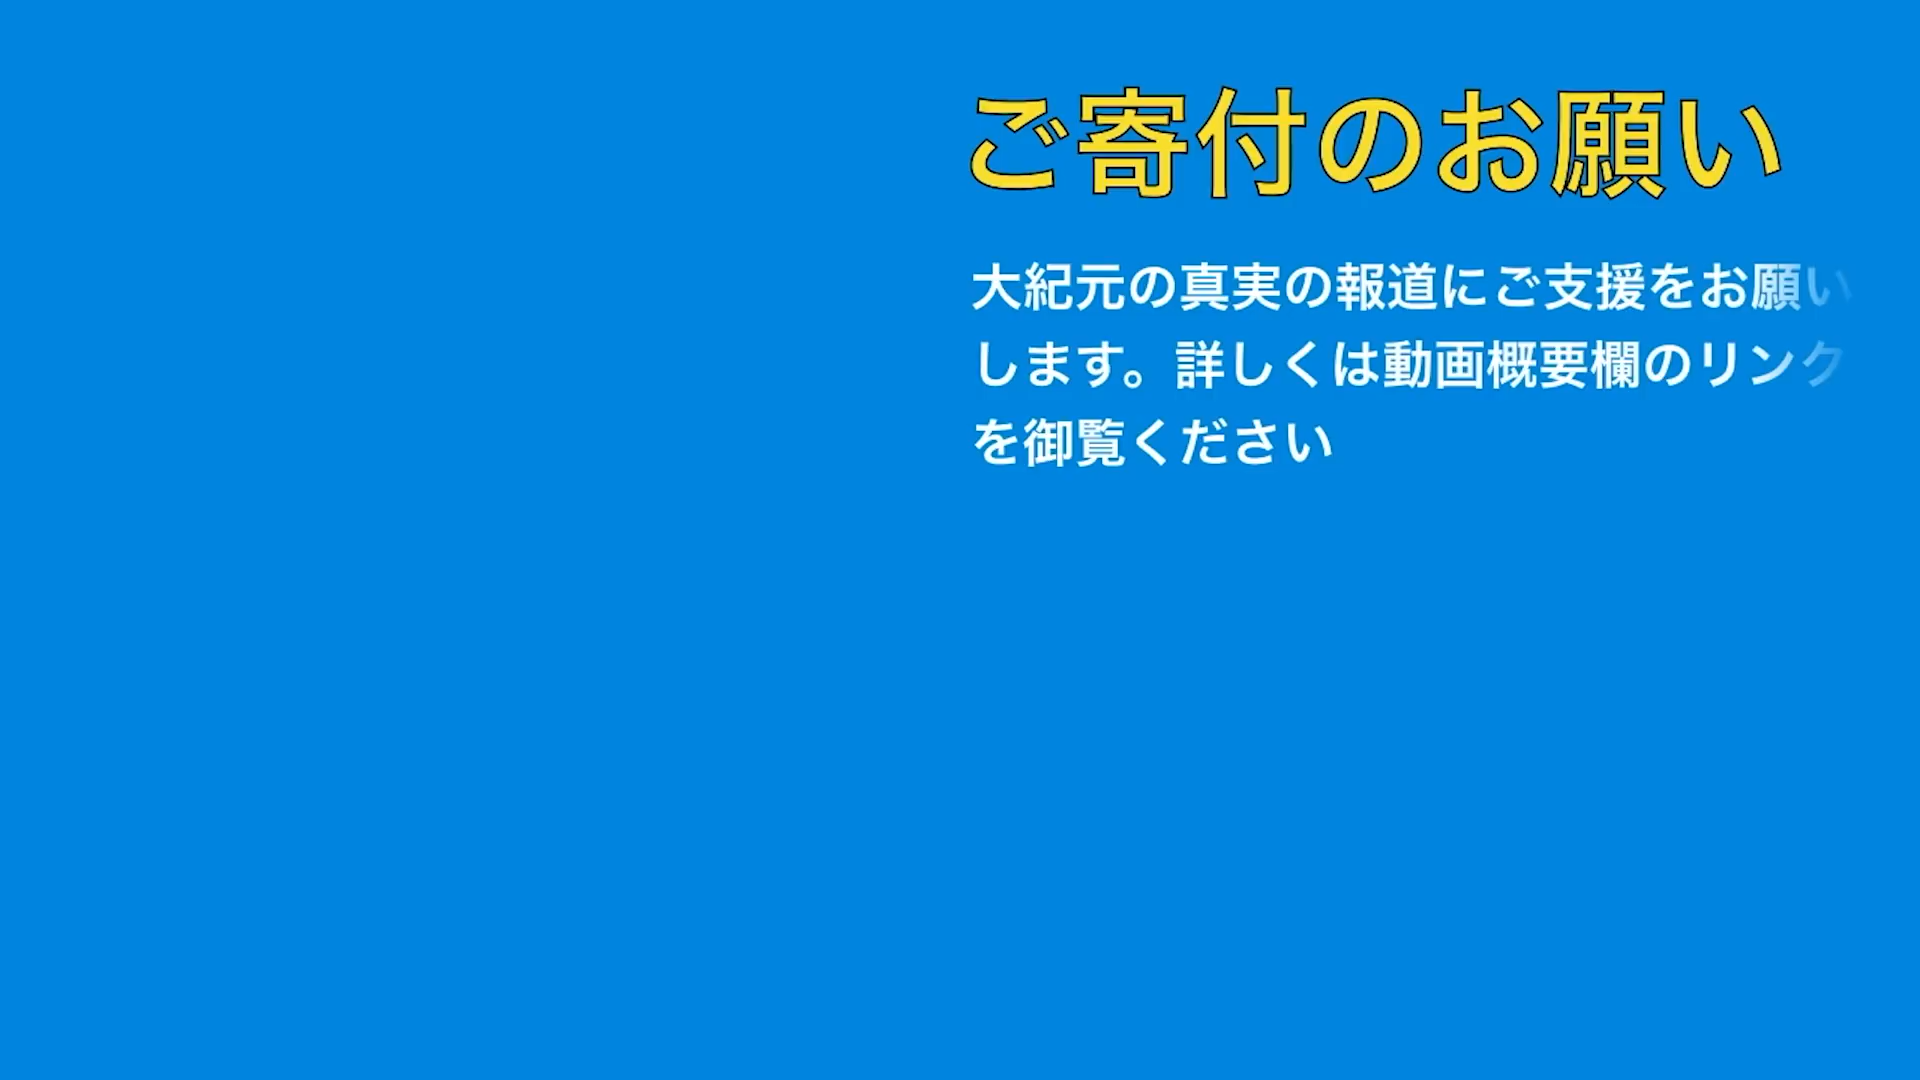 ご寄付のお願い
大紀元の真実の報道にご支援をお願い
します。詳しくは動画概要欄のリンク
を御覧ください